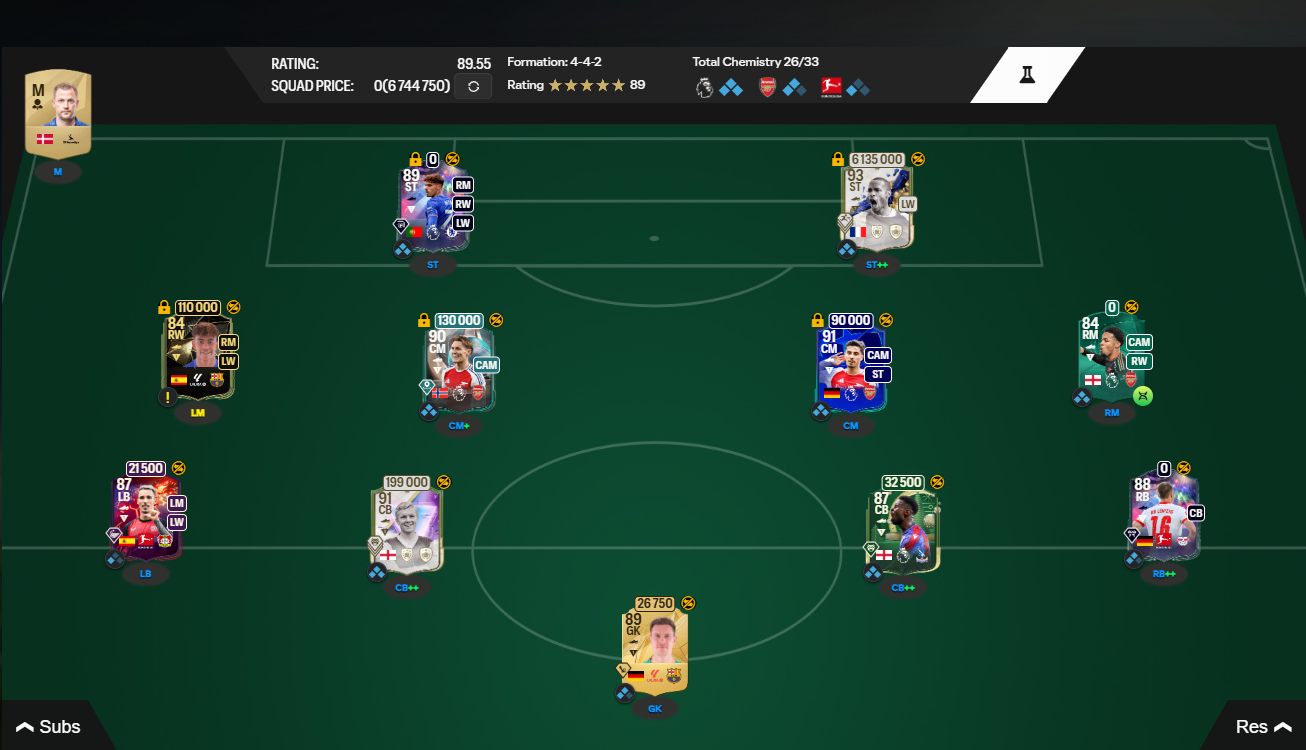 RATING: 89.55
SQUAD PRICE: 0(6 744 750)
Formation: 4-4-2
Rating 89
Total Chemistry 26/33
M
M
0
89
ST
RM
RW
LW
ST
6 135 000
93
ST
LW
ST++
110 000
84
RW
RM
LW
LM
130 000
90
CM
CAM
CM+
90 000
91
CM
CAM
ST
CM
0
84
RM
CAM
RW
RM
21 500
87
LB
LM
LW
LB
199 000
91
CB
CB++
32 500
87
CB
CB++
0
88
RB
CB
RB LEIPZIG
16
RB++
26 750
89
GK
GK
Subs
Res